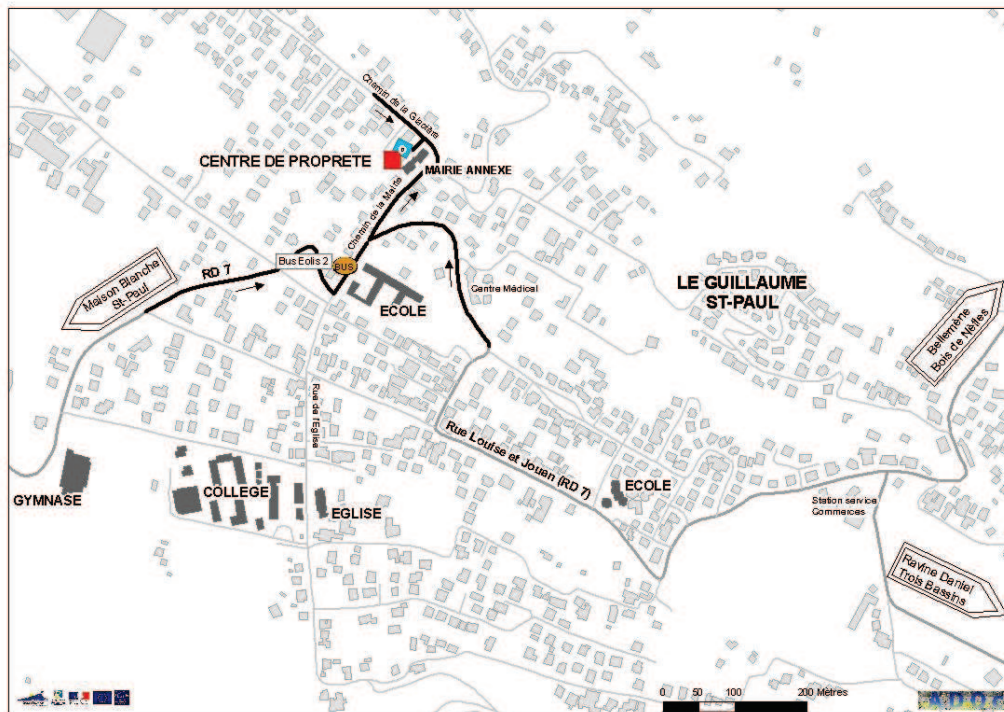 Chemin de la Glacière
P
CENTRE DE PROPRETE
MAIRIE ANNEXE
Chemin de la Mairie
Maison Blanche
St-Paul
RD 7
Bus Eolis 2
BUS
ECOLE
Centre Médical
LE GUILLAUME
ST-PAUL
Bellemène
Bois de Nèfles
Rue de l'Eglise
Rue Louise et Jouan (RD 7)
GYMNASE
COLLEGE
EGLISE
ECOLE
Station service
Commerces
Ravine Daniel
Trois Bassins
0 50 100 200 Mètres